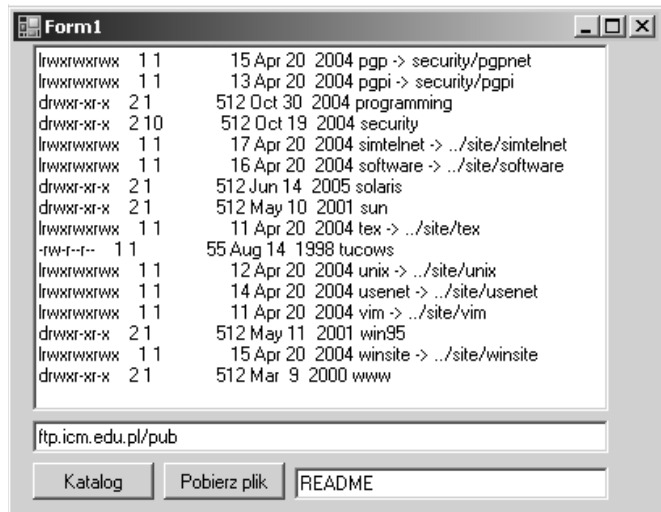 Form1
lrwxrwxrwx 1 1 15 Apr 20 2004 pgp -> security/pgpnet
lrwxrwxrwx 1 1 13 Apr 20 2004 pgpi -> security/pgpi
drwxr-xr-x 2 1 512 Oct 30 2004 programming
drwxr-xr-x 2 10 512 Oct 19 2004 security
lrwxrwxrwx 1 1 17 Apr 20 2004 simtelnet -> ../site/simtelnet
lrwxrwxrwx 1 1 16 Apr 20 2004 software -> ../site/software
drwxr-xr-x 2 1 512 Jun 14 2005 solaris
drwxr-xr-x 2 1 512 May 10 2001 sun
lrwxrwxrwx 1 1 11 Apr 20 2004 tex -> ../site/tex
-rw-r--r-- 1 1 55 Aug 14 1998 tucows
lrwxrwxrwx 1 1 12 Apr 20 2004 unix -> ../site/unix
lrwxrwxrwx 1 1 14 Apr 20 2004 usenet -> ../site/usenet
lrwxrwxrwx 1 1 11 Apr 20 2004 vim -> ../site/vim
drwxr-xr-x 2 1 512 May 11 2001 win95
lrwxrwxrwx 1 1 15 Apr 20 2004 winsite -> ../site/winsite
drwxr-xr-x 2 1 512 Mar 9 2000 www
ftp.icm.edu.pl/pub
Katalog Pobierz plik README